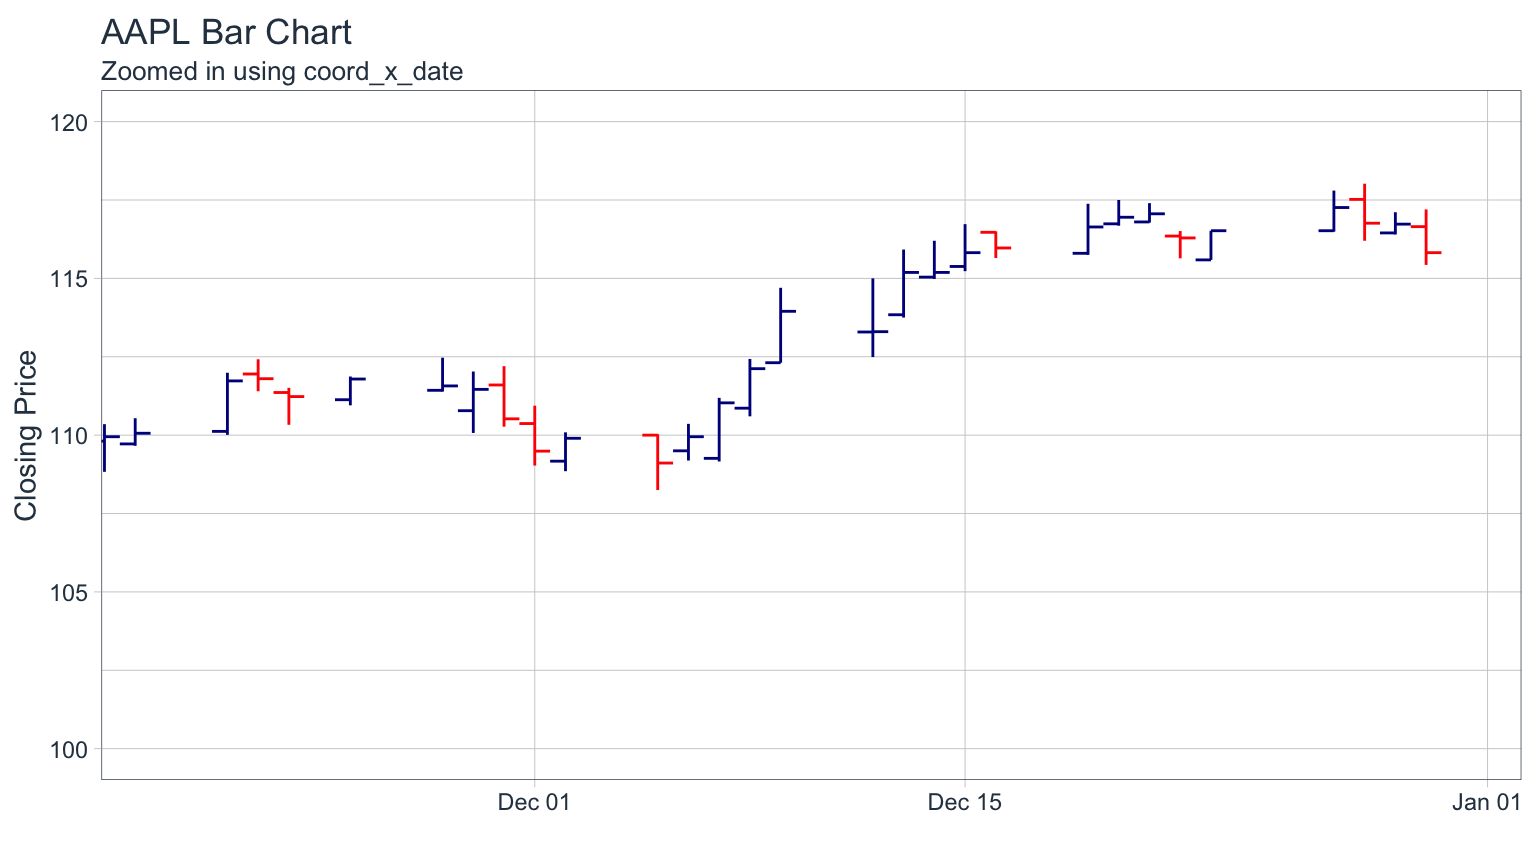 AAPL Bar Chart
Zoomed in using coord_x_date
Closing Price
120
115
110
105
100
Dec 01
Dec 15
Jan 01